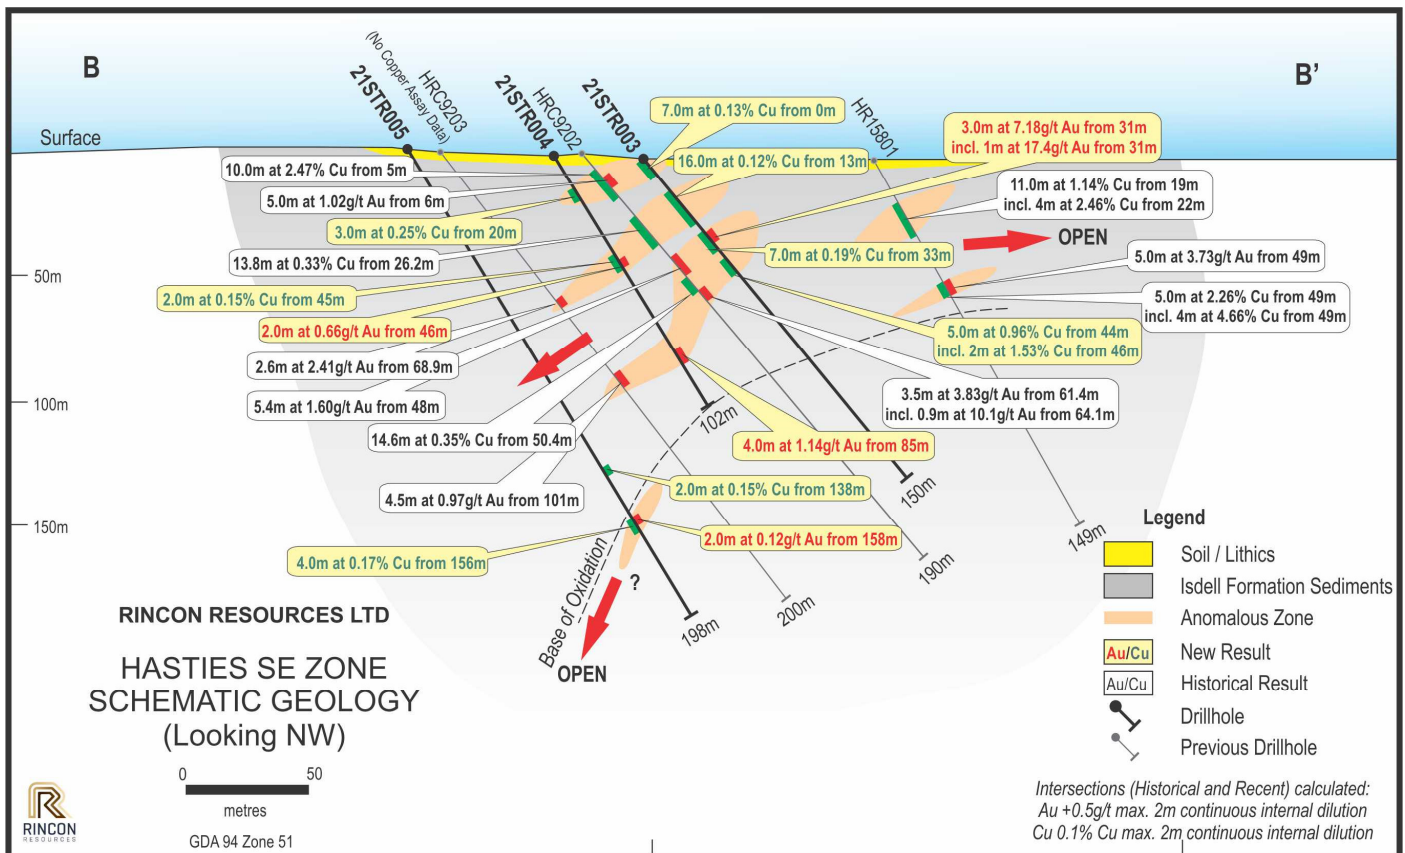 B
B’
Surface
21STR005
(No Copper Assay Data)
HRC9203
21STR004
HRC9202
21STR003
HR15801
7.0m at 0.13% Cu from 0m
3.0m at 7.18g/t Au from 31m
incl. 1m at 17.4g/t Au from 31m
10.0m at 2.47% Cu from 5m
16.0m at 0.12% Cu from 13m
5.0m at 1.02g/t Au from 6m
11.0m at 1.14% Cu from 19m
incl. 4m at 2.46% Cu from 22m
3.0m at 0.25% Cu from 20m
OPEN
13.8m at 0.33% Cu from 26.2m
7.0m at 0.19% Cu from 33m
5.0m at 3.73g/t Au from 49m
50m
2.0m at 0.15% Cu from 45m
5.0m at 2.26% Cu from 49m
incl. 4m at 4.66% Cu from 49m
2.0m at 0.66g/t Au from 46m
5.0m at 0.96% Cu from 44m
incl. 2m at 1.53% Cu from 46m
2.6m at 2.41g/t Au from 68.9m
3.5m at 3.83g/t Au from 61.4m
incl. 0.9m at 10.1g/t Au from 64.1m
100m
5.4m at 1.60g/t Au from 48m
102m
14.6m at 0.35% Cu from 50.4m
4.0m at 1.14g/t Au from 85m
150m
4.5m at 0.97g/t Au from 101m
2.0m at 0.15% Cu from 138m
150m
149m
2.0m at 0.12g/t Au from 158m
4.0m at 0.17% Cu from 156m
190m
?
200m
198m
Base of Oxidation
OPEN
Legend
Soil / Lithics
Isdell Formation Sediments
Anomalous Zone
Au/Cu New Result
Au/Cu Historical Result
Drillhole
Previous Drillhole
RINCON RESOURCES LTD
HASTIES SE ZONE
SCHEMATIC GEOLOGY
(Looking NW)
0 50
metres
GDA 94 Zone 51
RINCON
RESOURCES
Intersections (Historical and Recent) calculated:
Au +0.5g/t max. 2m continuous internal dilution
Cu 0.1% Cu max. 2m continuous internal dilution